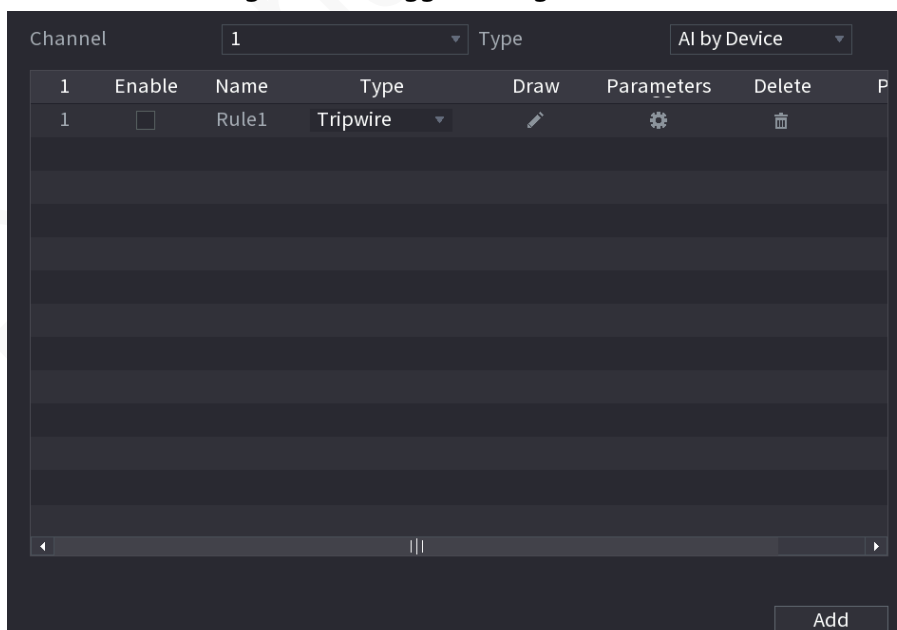 Channel 1 Type AI by Device
1 Enable Name Type Draw Parameters Delete P
1 Rule1 Tripwire
Add